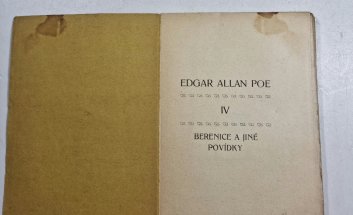 EDGAR ALLAN POE
IV
BERENICE A JINÉ
POVÍDKY